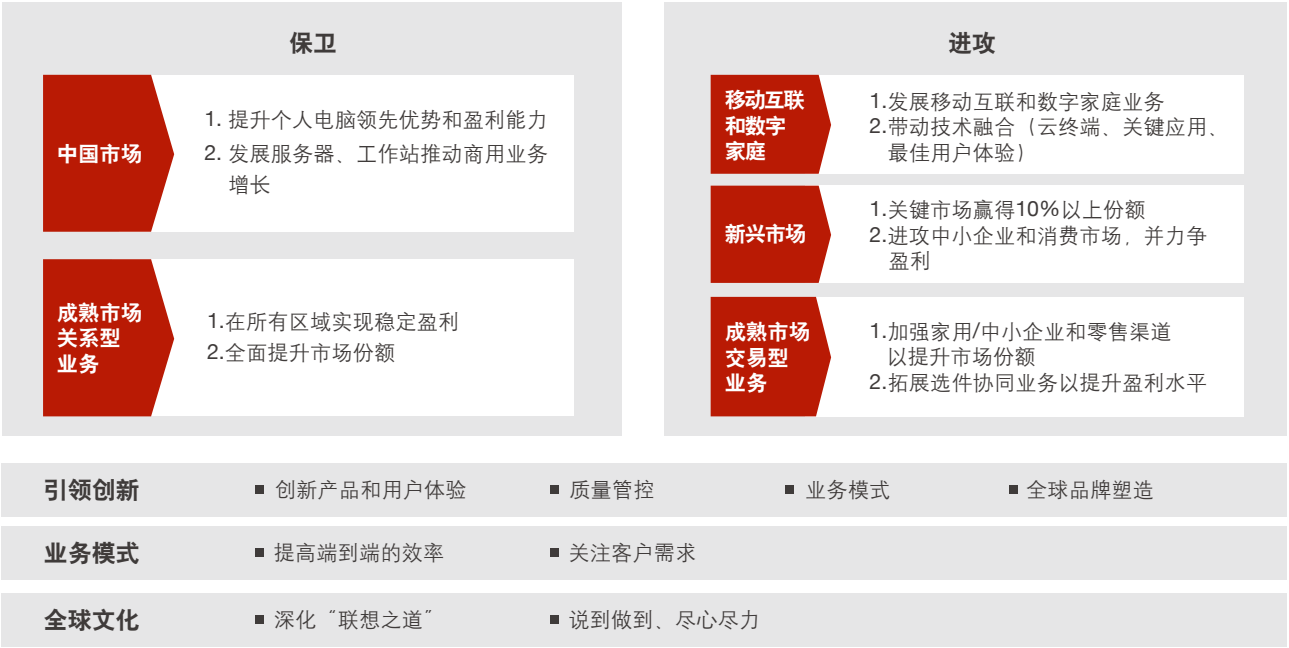 保卫
中国市场
1. 提升个人电脑领先优势和盈利能力
2. 发展服务器、工作站推动商用业务
增长
成熟市场
关系型
业务
1.在所有区域实现稳定盈利
2.全面提升市场份额
进攻
移动互联
和数字
家庭
1.发展移动互联和数字家庭业务
2.带动技术融合（云终端、关键应用、
最佳用户体验）
新兴市场
1.关键市场赢得10%以上份额
2.进攻中小企业和消费市场，并力争
盈利
成熟市场
交易型
业务
1.加强家用/中小企业和零售渠道
以提升市场份额
2.拓展选件协同业务以提升盈利水平
引领创新 ■ 创新产品和用户体验 ■ 质量管控 ■ 业务模式 ■ 全球品牌塑造
业务模式 ■ 提高端到端的效率 ■ 关注客户需求
全球文化 ■ 深化“联想之道” ■ 说到做到、尽心尽力